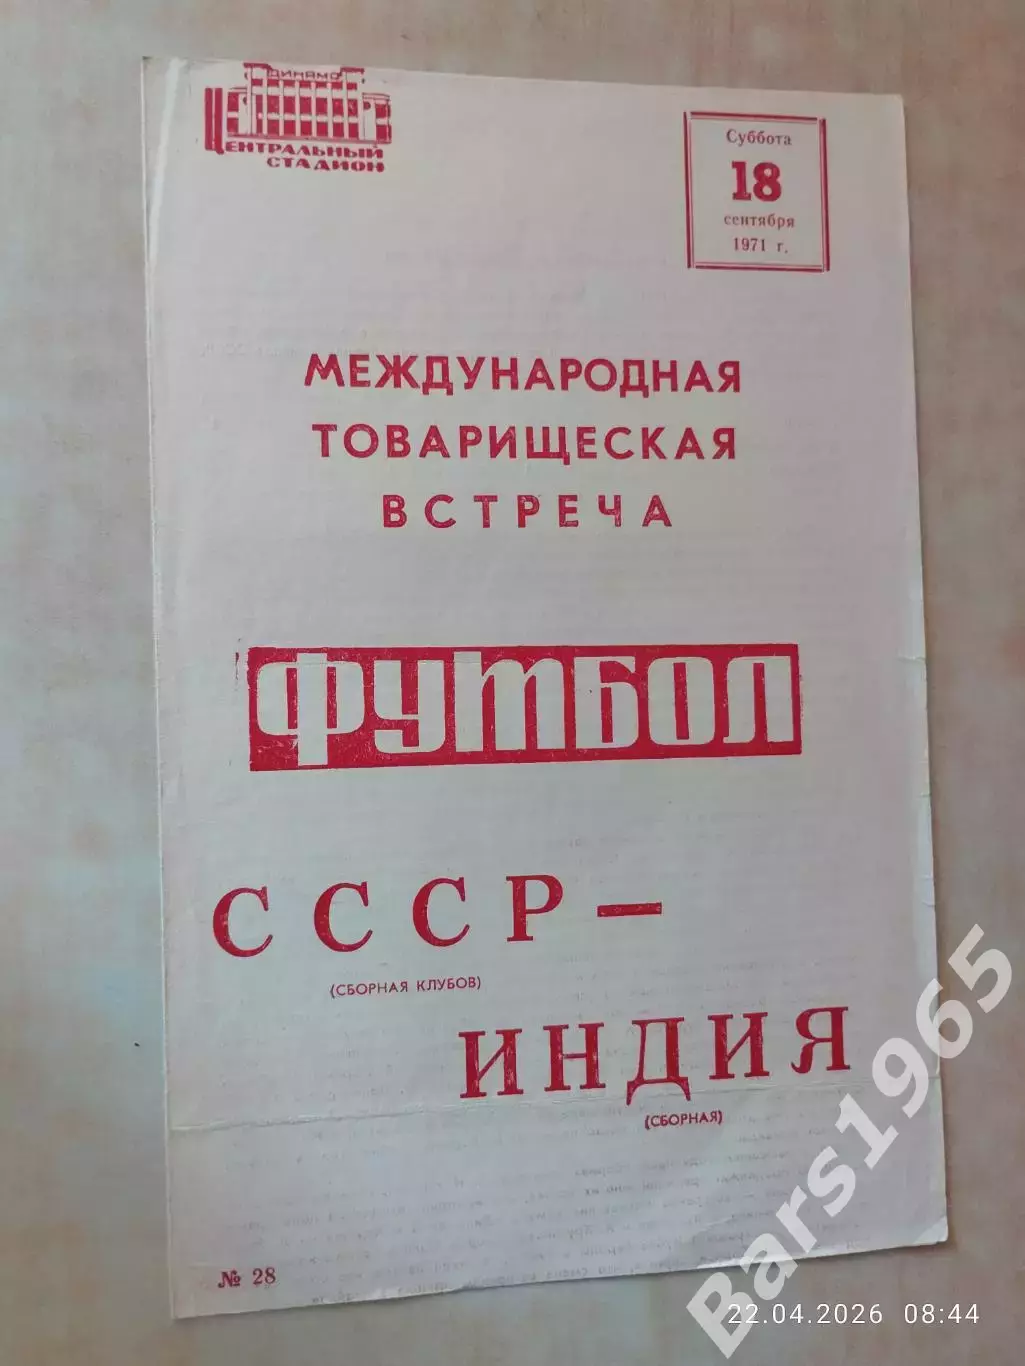 ДИНАМО
ЦЕНТРАЛЬНЫЙ
СТАДИОН
Суббота
18
сентября
1971 г.
МЕЖДУНАРОДНАЯ
ТОВАРИЩЕСКАЯ
ВСТРЕЧА
ФУТБОЛ
СССР —
(СБОРНАЯ КЛУБОВ)
ИНДИЯ
(СБОРНАЯ)
№ 28
Bars1965
22.04.2026 08:44